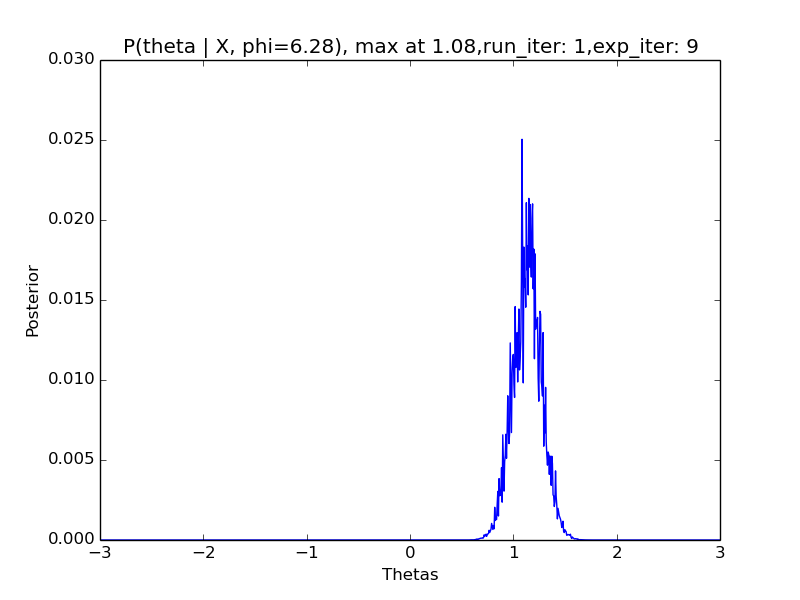 P(theta | X, phi=6.28), max at 1.08,run_iter: 1,exp_iter: 9
0.030
0.025
0.020
0.015
0.010
0.005
0.000
Posterior
−3 −2 −1 0 1 2 3
Thetas